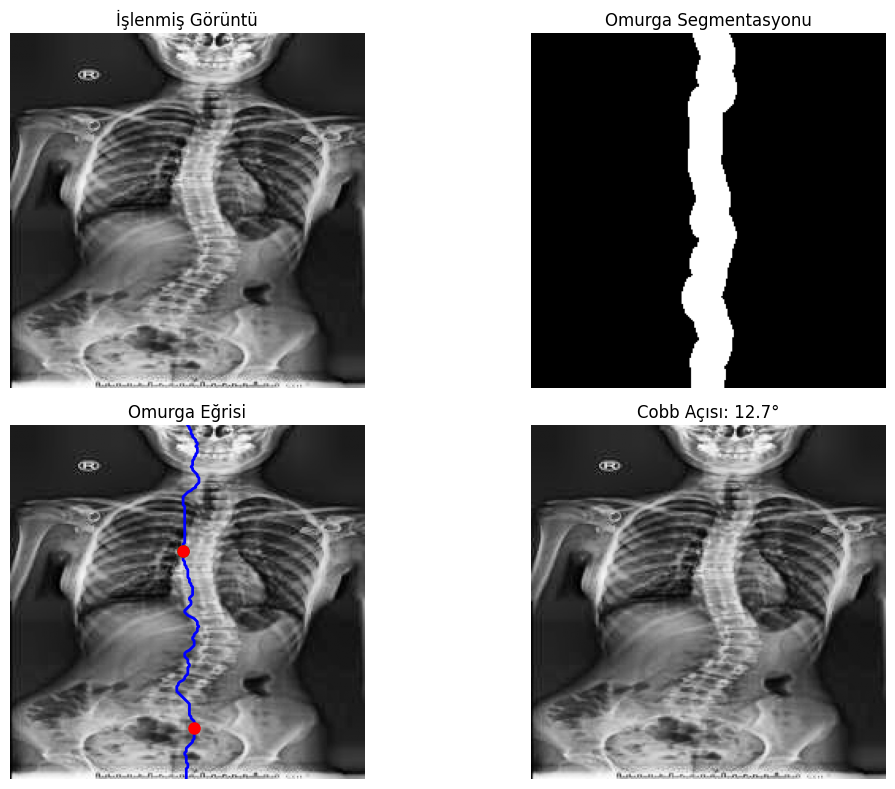 İşlenmiş Görüntü
Omurga Segmentasyonu
R
Omurga Eğrisi
Cobb Açısı: 12.7°
R
R